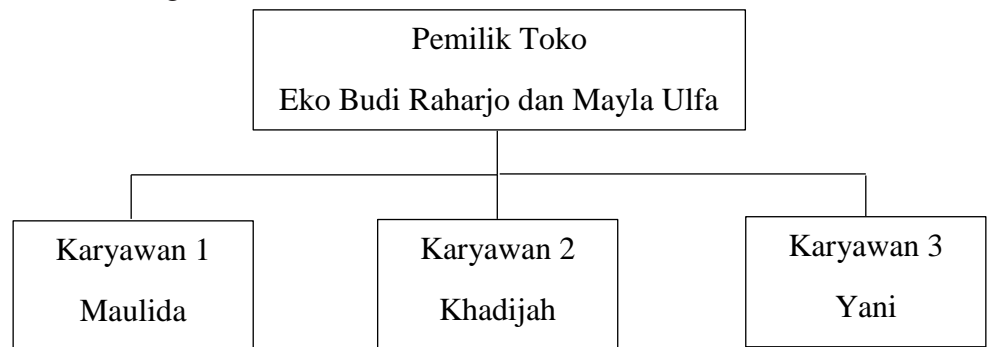 Pemilik Toko
Eko Budi Raharjo dan Mayla Ulfa
Karyawan 1
Maulida
Karyawan 2
Khadijah
Karyawan 3
Yani